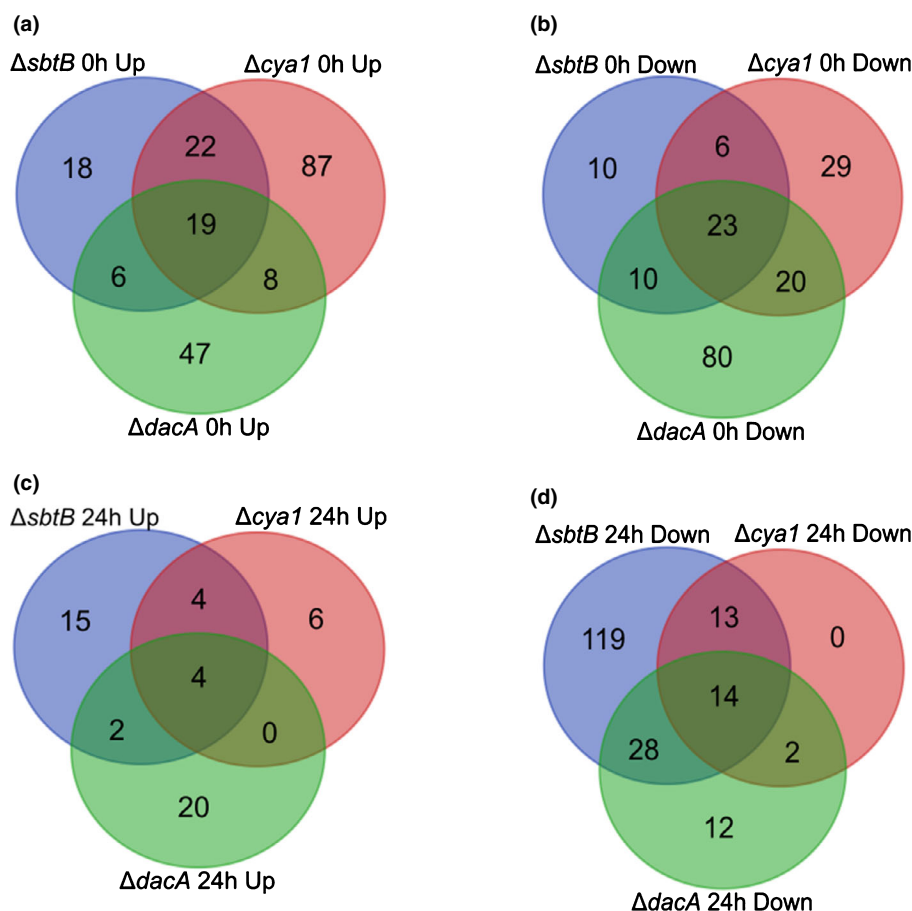 (a)
(b)
ΔsbtB 0h Up
Δcya1 0h Up
18
22
87
19
6
8
47
ΔdacA 0h Up
ΔsbtB 0h Down
Δcya1 0h Down
10
6
29
23
10
20
80
ΔdacA 0h Down
(c)
(d)
ΔsbtB 24h Up
Δcya1 24h Up
15
4
6
4
2
0
20
ΔdacA 24h Up
ΔsbtB 24h Down
Δcya1 24h Down
119
13
0
14
28
2
12
ΔdacA 24h Down